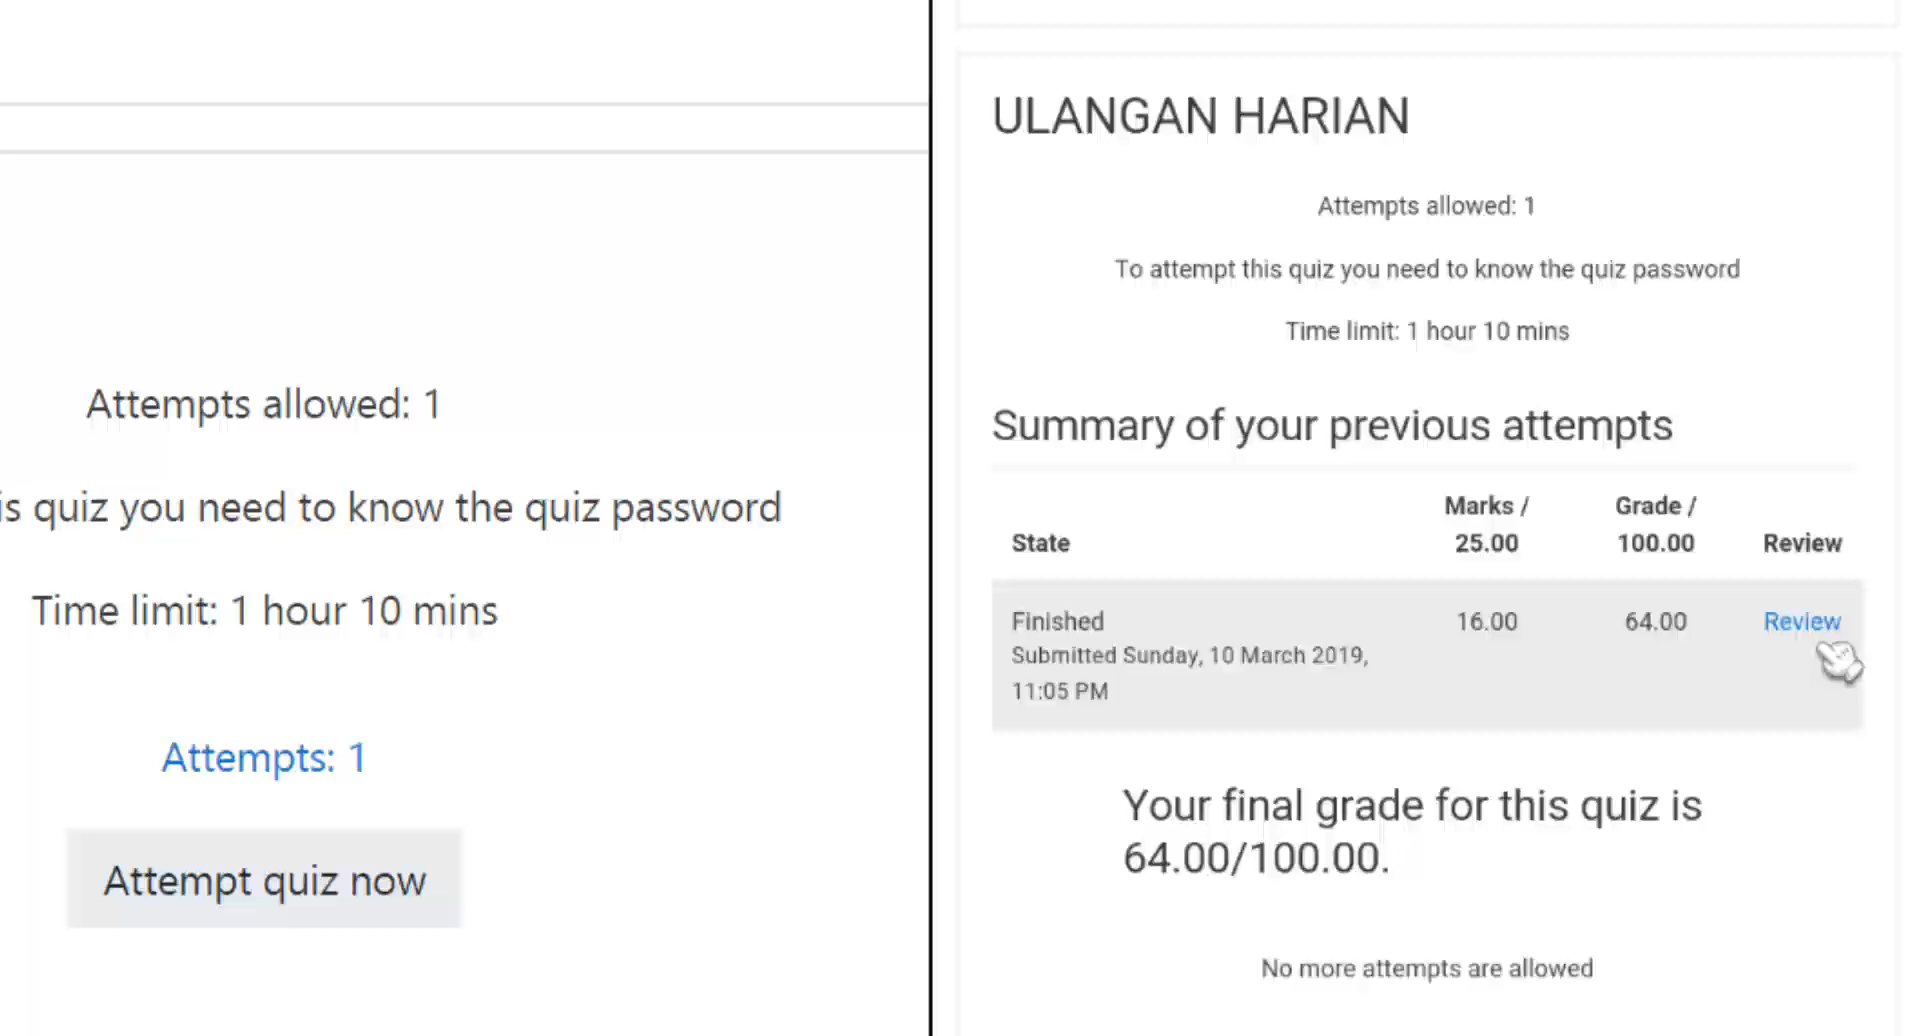 Attempts allowed: 1
is quiz you need to know the quiz password
Time limit: 1 hour 10 mins
Attempts: 1
Attempt quiz now
ULANGAN HARIAN
Attempts allowed: 1
To attempt this quiz you need to know the quiz password
Time limit: 1 hour 10 mins
Summary of your previous attempts
State Marks / 25.00 Grade / 100.00 Review
Finished 16.00 64.00 Review
Submitted Sunday, 10 March 2019,
11:05 PM
Your final grade for this quiz is
64.00/100.00.
No more attempts are allowed